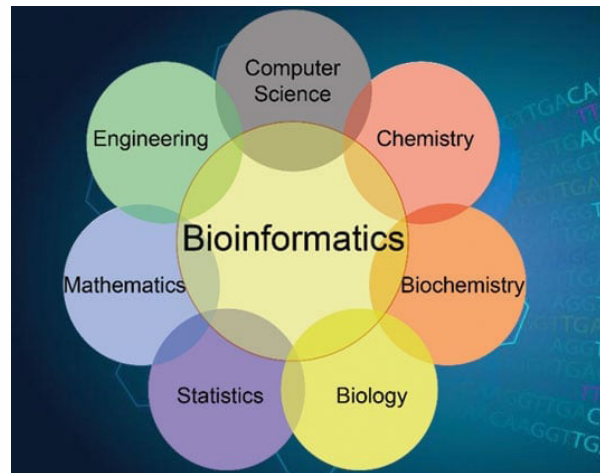 Computer
Science
Engineering
Chemistry
Bioinformatics
Mathematics
Biochemistry
Statistics
Biology